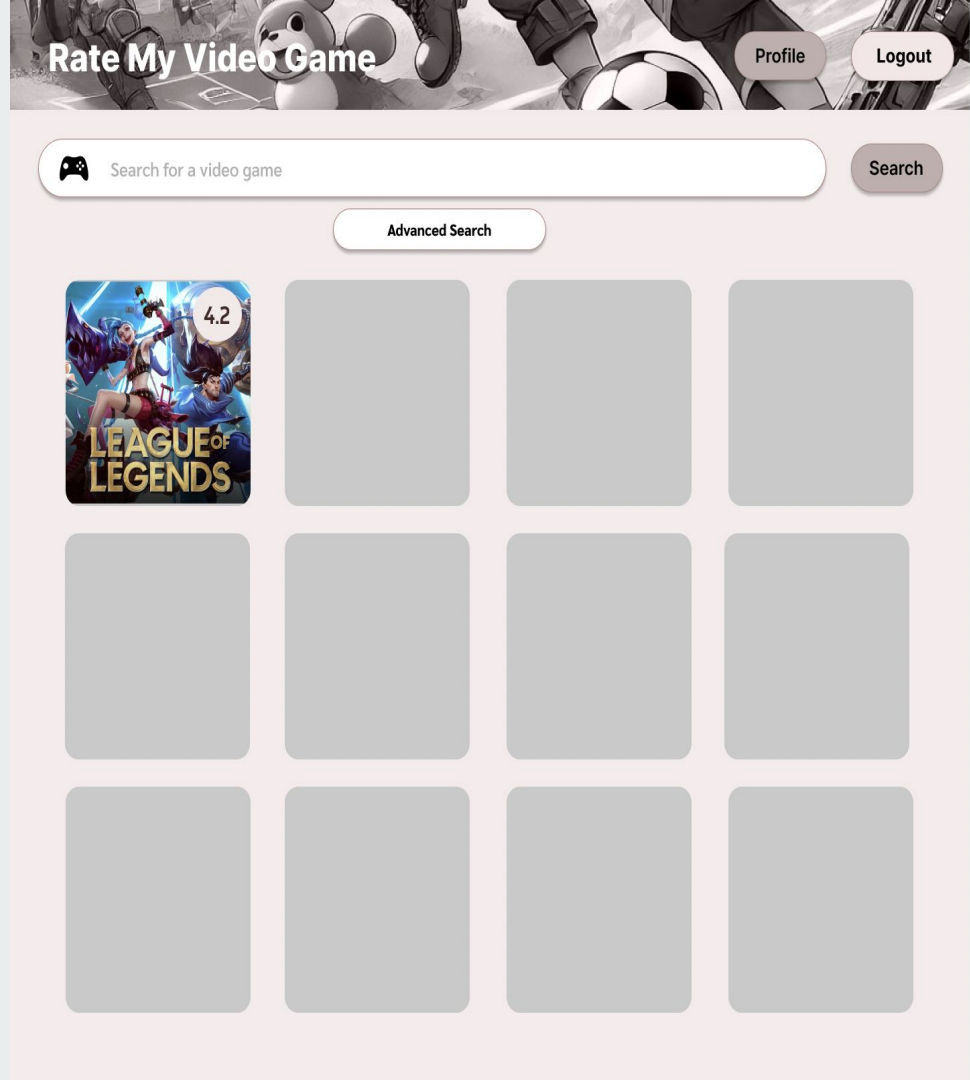 Rate My Video Game
Profile
Logout
Search for a video game
Search
Advanced Search
4.2
LEAGUE OF
LEGENDS